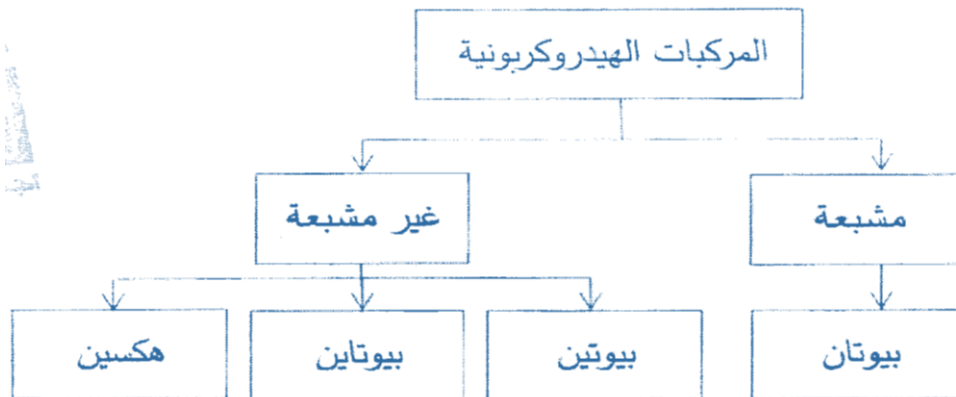 المركبات الهيدروكربونية
مشبعة
غير مشبعة
بيوتان
بيوتين
بيوتاين
هكسين